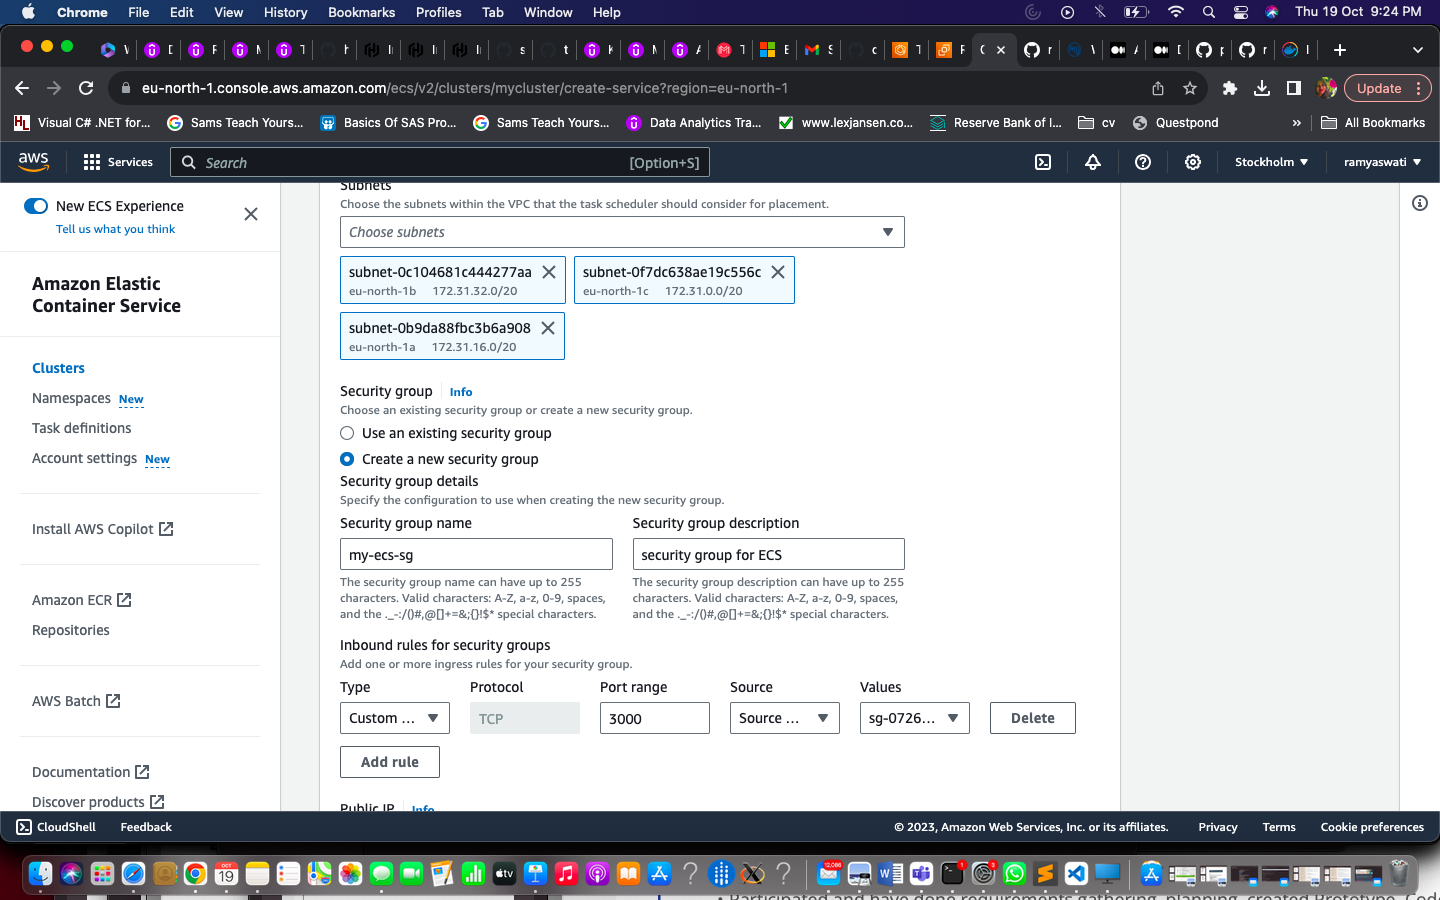 Chrome File Edit View History Bookmarks Profiles Tab Window Help Thu 19 Oct 9:24 PM
eu-north-1.console.aws.amazon.com/ecs/v2/clusters/mycluster/create-service?region=eu-north-1 Update
Visual C# .NET for... Sams Teach Yours... Basics Of SAS Pro... Sams Teach Yours... Data Analytics Tra... www.lexjansen.co... Reserve Bank of I... cv Questpond » All Bookmarks
aws Services Search [Option+S] Stockholm ramyaswati
New ECS Experience
Tell us what you think
Amazon Elastic
Container Service
Clusters
Namespaces New
Task definitions
Account settings New
Install AWS Copilot
Amazon ECR
Repositories
AWS Batch
Documentation
Discover products
Subnets
Choose the subnets within the VPC that the task scheduler should consider for placement.
Choose subnets
subnet-0c104681c444277aa subnet-0f7dc638ae19c556c
eu-north-1b 172.31.32.0/20 eu-north-1c 172.31.0.0/20
subnet-0b9da88fbc3b6a908
eu-north-1a 172.31.16.0/20
Security group Info
Choose an existing security group or create a new security group.
Use an existing security group
Create a new security group
Security group details
Specify the configuration to use when creating the new security group.
Security group name Security group description
my-ecs-sg security group for ECS
The security group name can have up to 255 The security group description can have up to 255
characters. Valid characters: A-Z, a-z, 0-9, spaces, characters. Valid characters: A-Z, a-z, 0-9, spaces,
and the ._-:/()#,@[]+=&;{}!$* special characters. and the ._-:/()#,@[]+=&;{}!$* special characters.
Inbound rules for security groups
Add one or more ingress rules for your security group.
Type Protocol Port range Source Values
Custom ... TCP 3000 Source ... sg-0726... Delete
Add rule
Public IP Info
CloudShell Feedback © 2023, Amazon Web Services, Inc. or its affiliates. Privacy Terms Cookie preferences